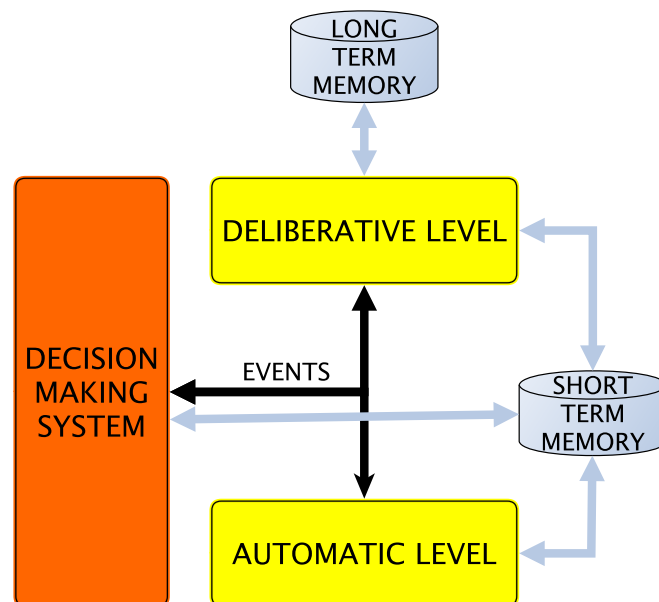 LONG
TERM
MEMORY
DELIBERATIVE LEVEL
DECISION
MAKING
SYSTEM
EVENTS
SHORT
TERM
MEMORY
AUTOMATIC LEVEL